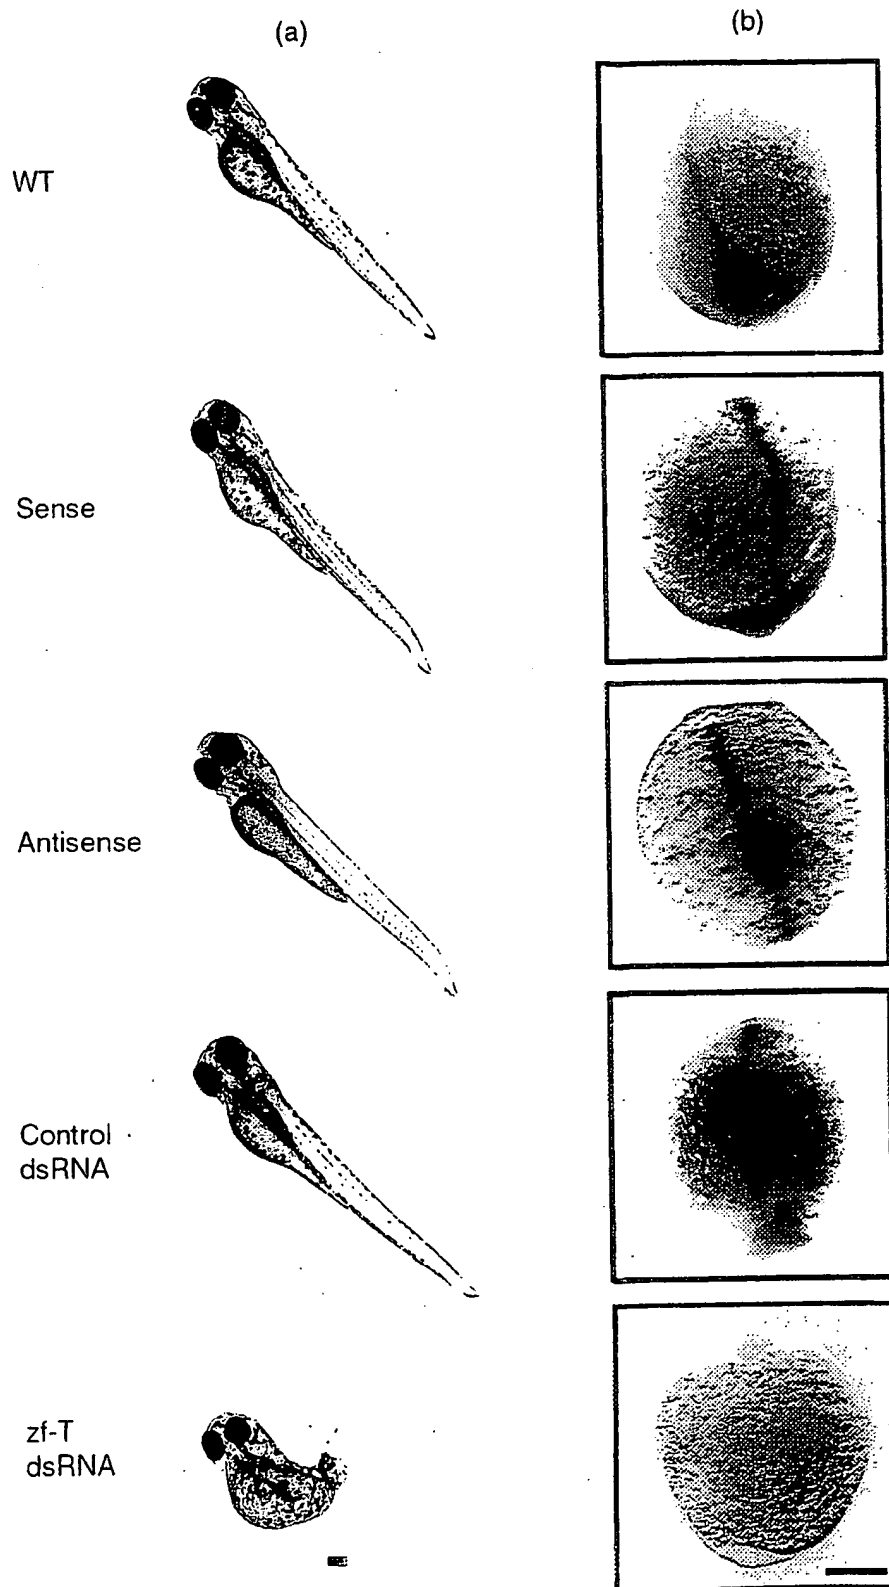 (a)
(b)
WT
Sense
Antisense
Control
dsRNA
zf-T
dsRNA